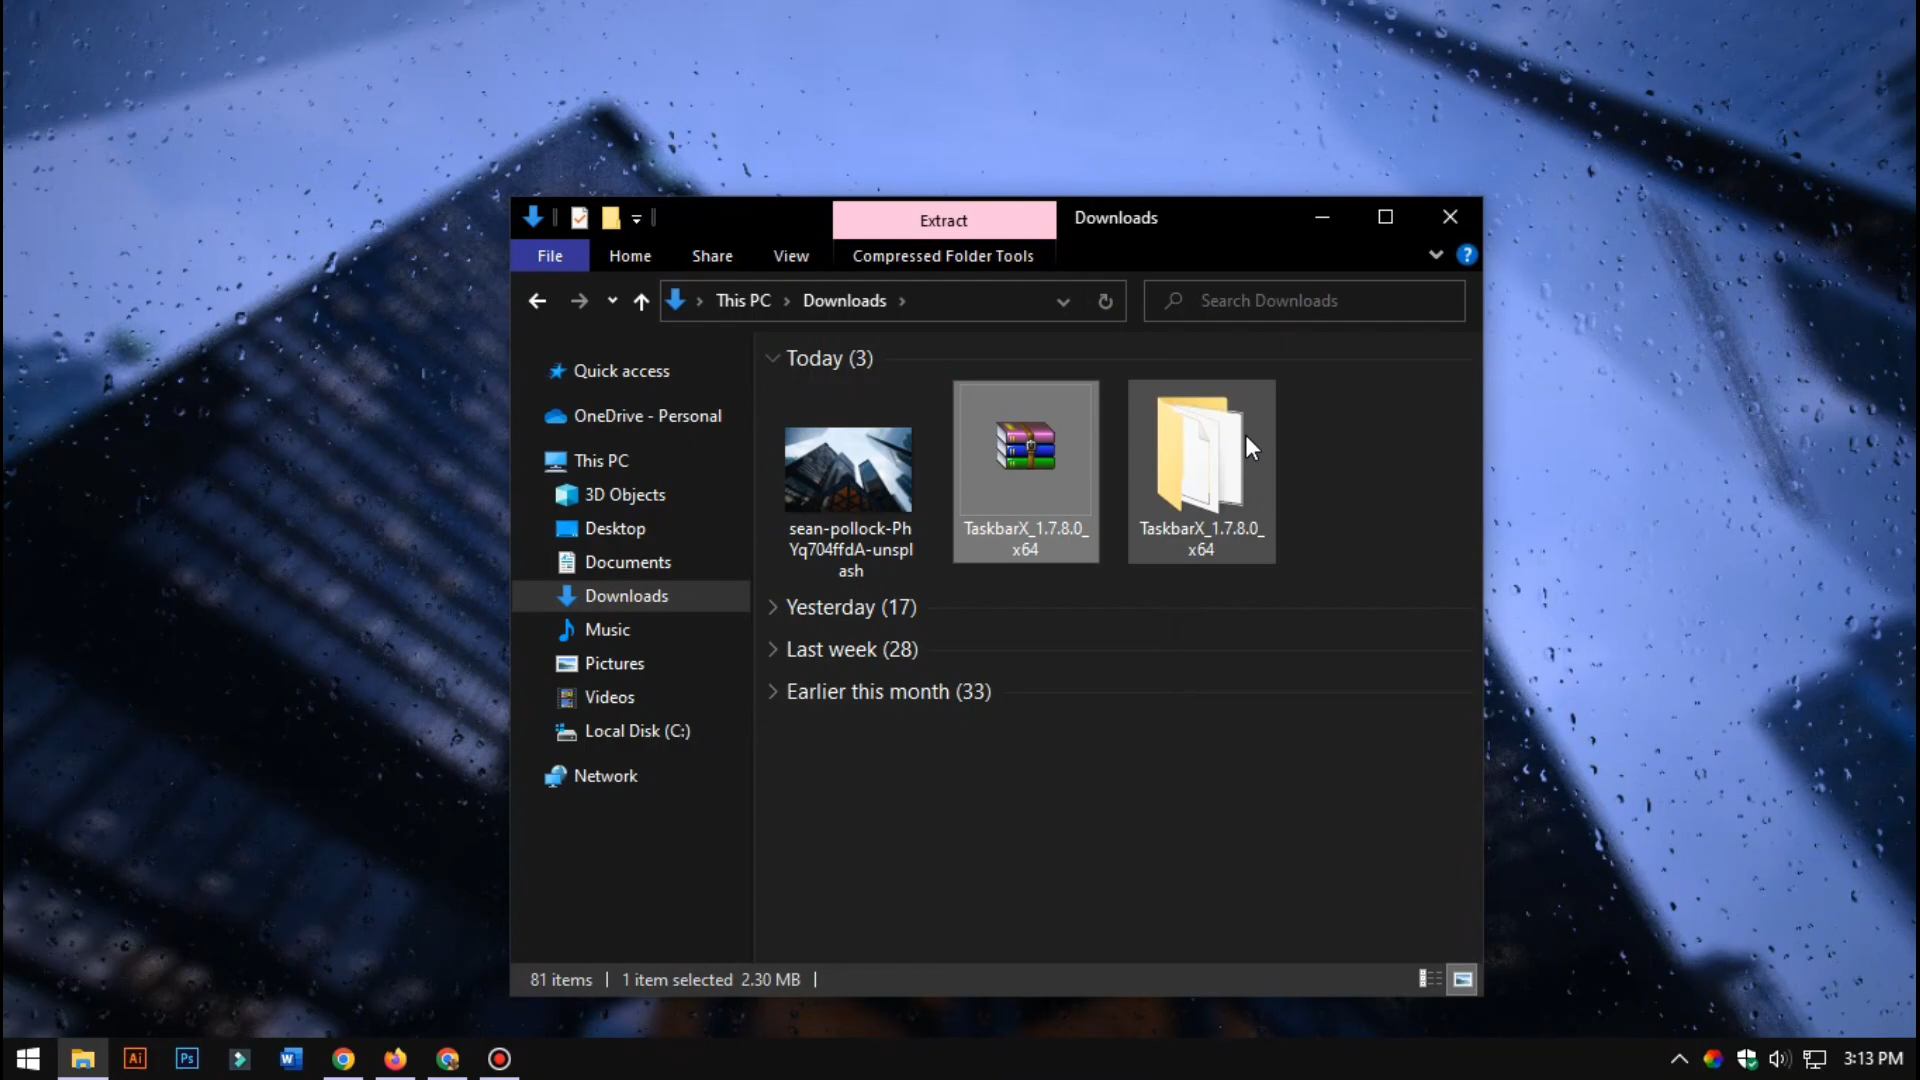 Extract
Downloads
File
Home
Share
View
Compressed Folder Tools
?
This PC
Downloads
Search Downloads
Quick access
OneDrive - Personal
This PC
3D Objects
Desktop
Documents
Downloads
Music
Pictures
Videos
Local Disk (C:)
Network
Today (3)
sean-pollock-Ph
Yq704ffdA-unspl
ash
TaskbarX_1.7.8.0_
x64
TaskbarX_1.7.8.0_
x64
Yesterday (17)
Last week (28)
Earlier this month (33)
81 items
1 item selected 2.30 MB
Ai
Ps
W
3:13 PM